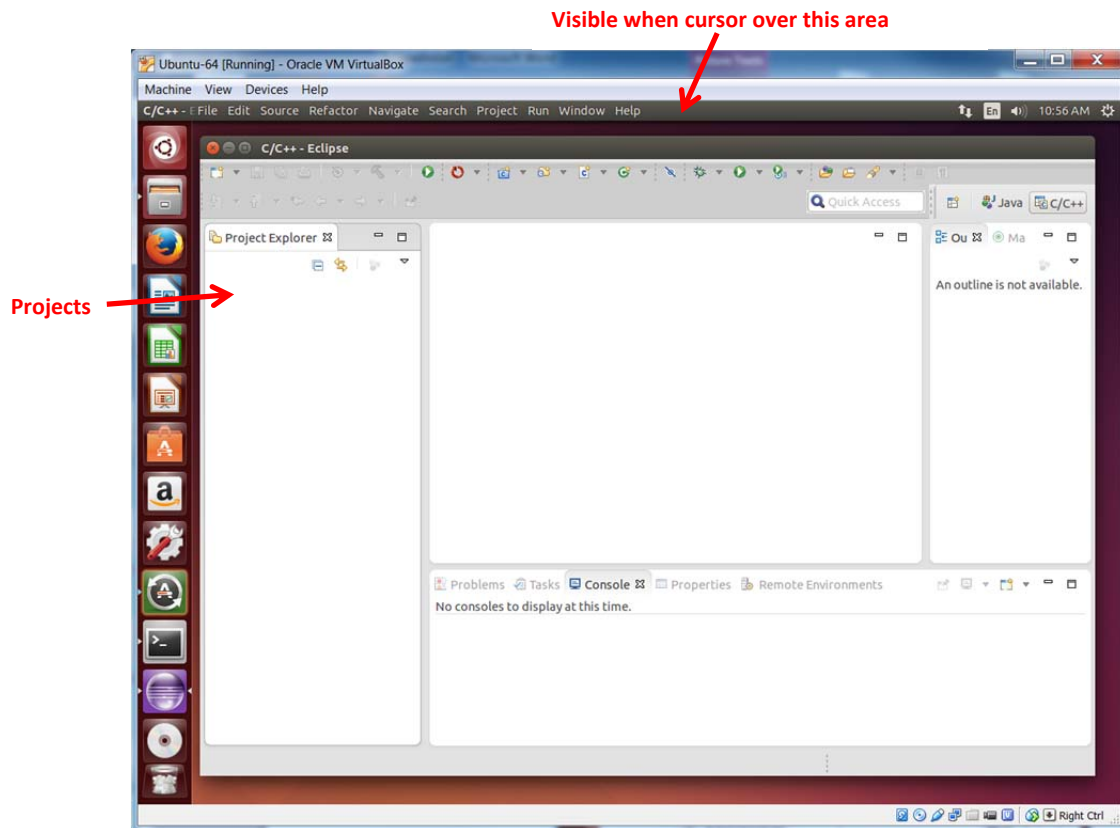 Visible when cursor over this area
Ubuntu-64 [Running] - Oracle VM VirtualBox
Machine View Devices Help
C/C++ - E File Edit Source Refactor Navigate Search Project Run Window Help En 10:56 AM
C/C++ - Eclipse
Quick Access Java C/C++
Project Explorer Ou Ma
An outline is not available.
Projects
Problems Tasks Console Properties Remote Environments
No consoles to display at this time.
Right Ctrl